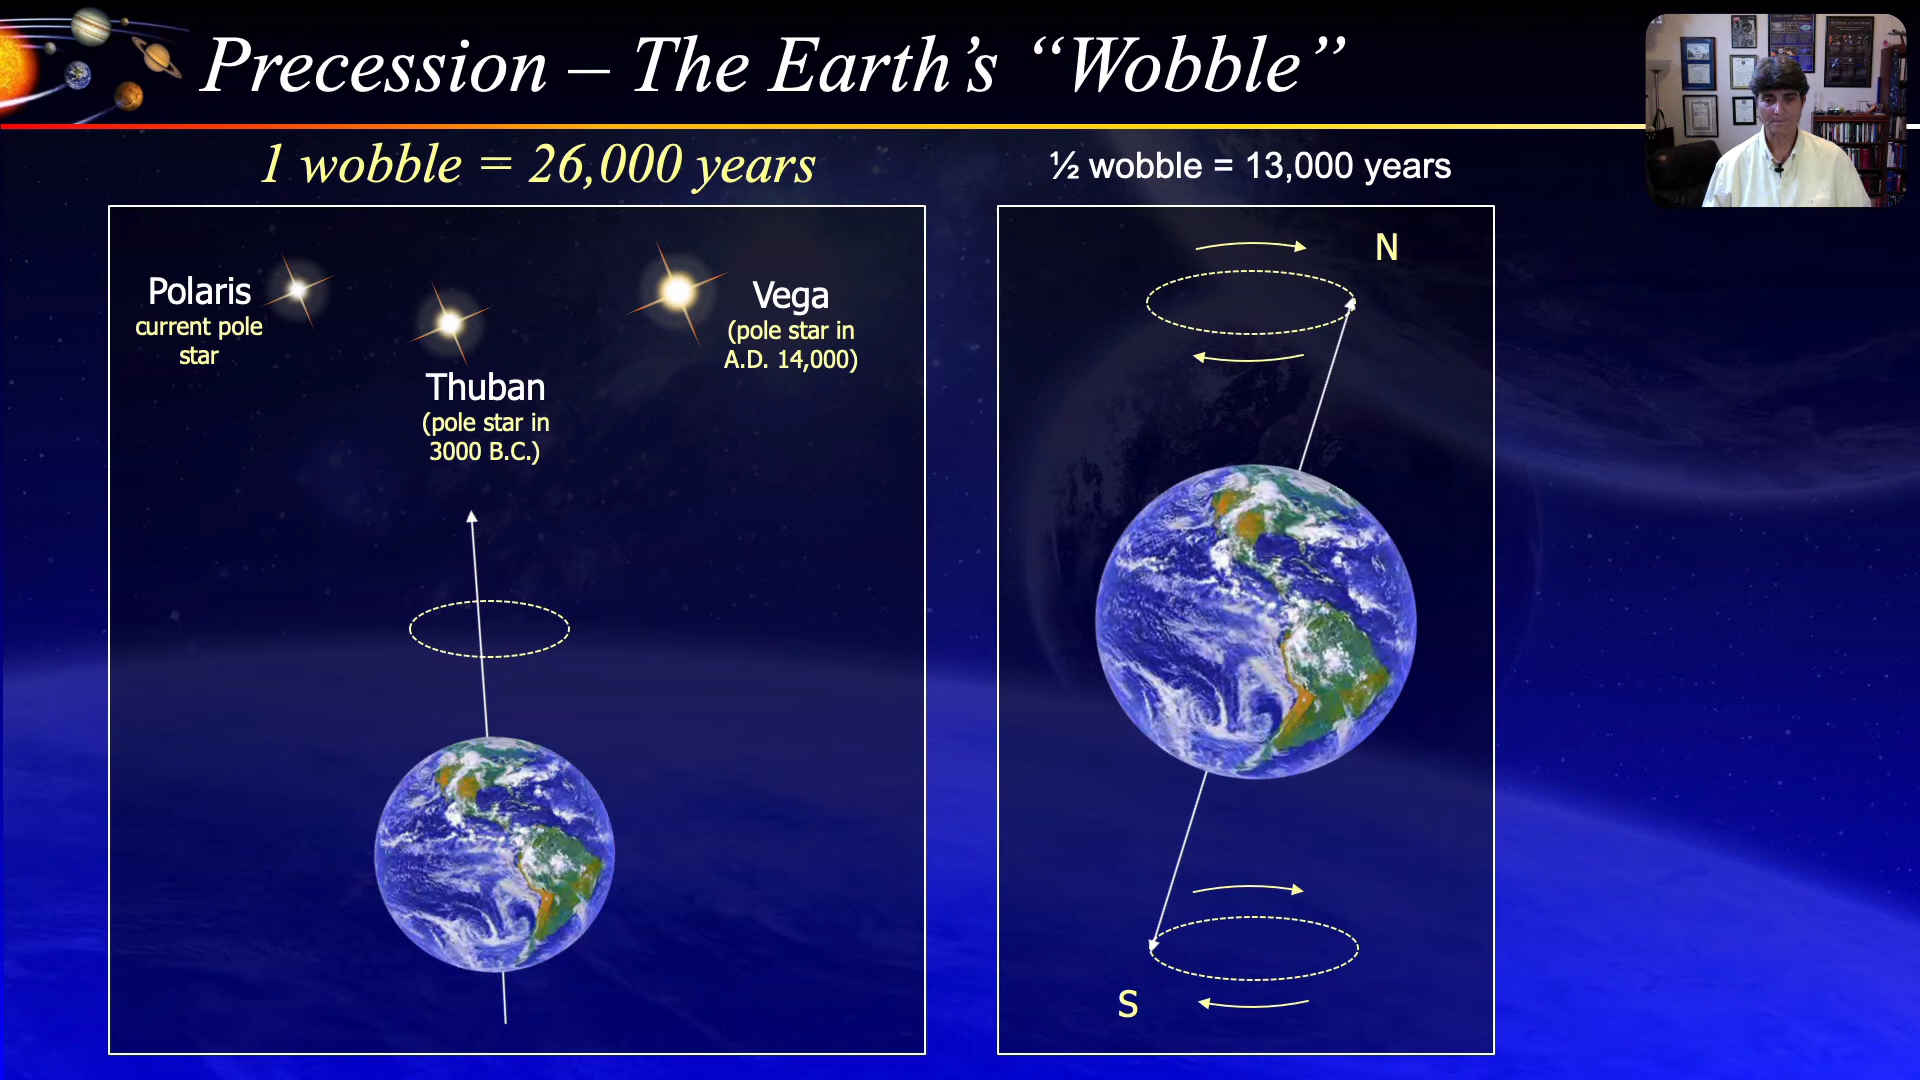 Precession – The Earth’s “Wobble”
1 wobble = 26,000 years
½ wobble = 13,000 years
Polaris
current pole
star
Thuban
(pole star in
3000 B.C.)
Vega
(pole star in
A.D. 14,000)
N
S